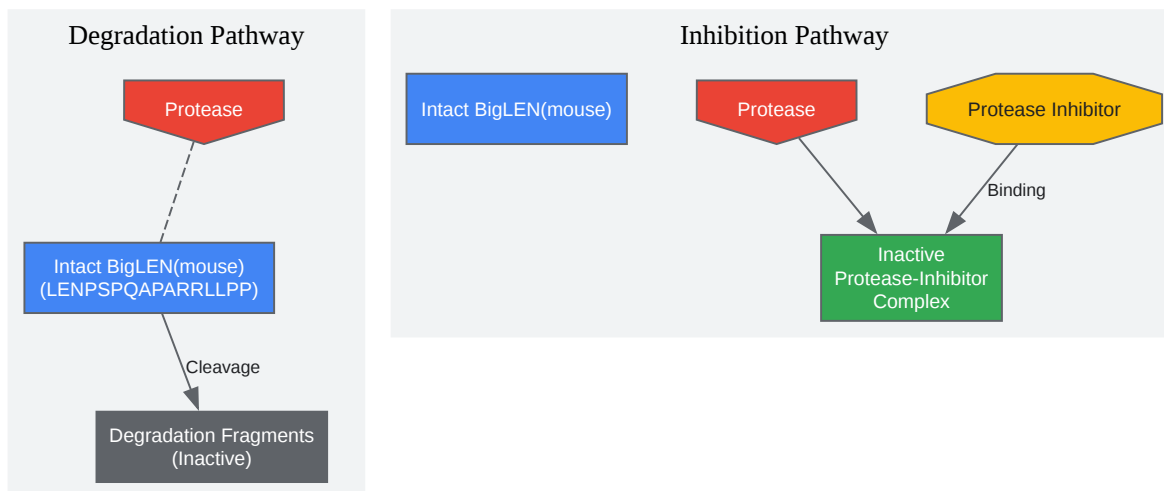 Degradation Pathway
Protease
Intact BigLEN(mouse)
(LENPSPQAPARRLLPP)
Cleavage
Degradation Fragments
(Inactive)
Inhibition Pathway
Intact BigLEN(mouse)
Protease
Protease Inhibitor
Binding
Inactive
Protease-Inhibitor
Complex